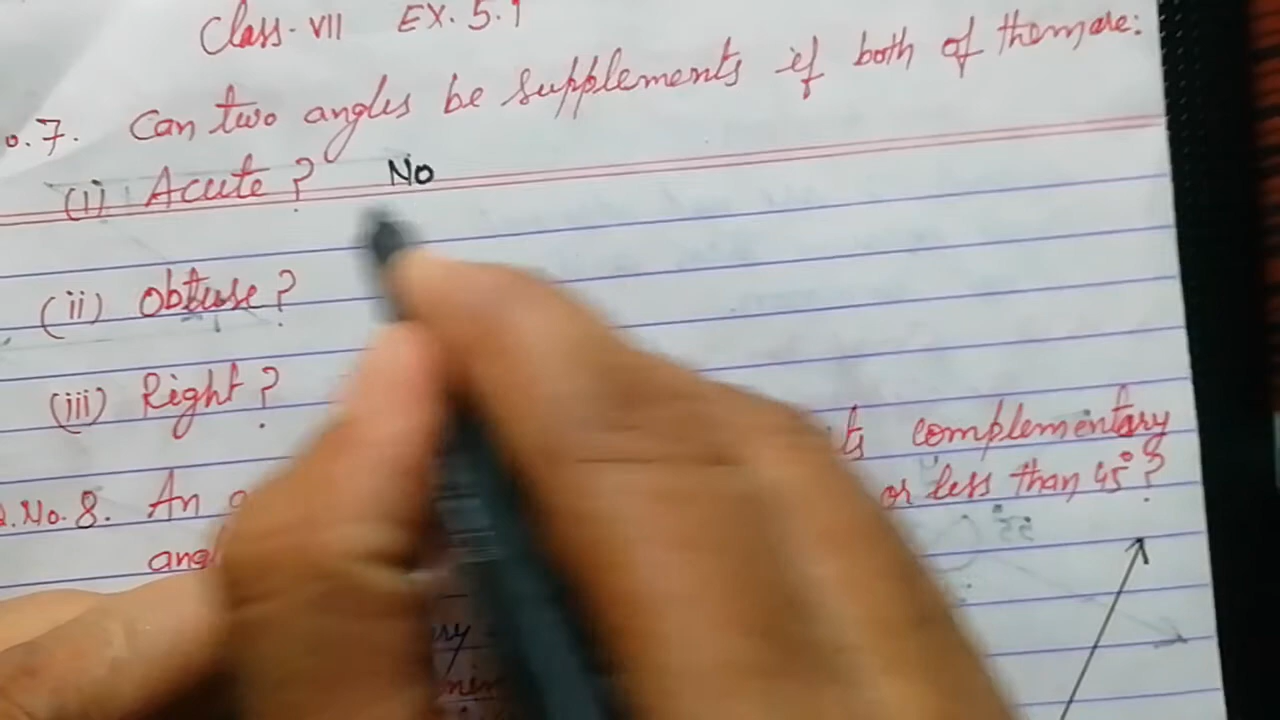 Class-VII EX. 5.1
o.7. Can two angles be supplements if both of them are:
(i) Acute? No
(ii) Obtuse?
(iii) Right?
its complementary
Q.No.8. An or less than 45°?